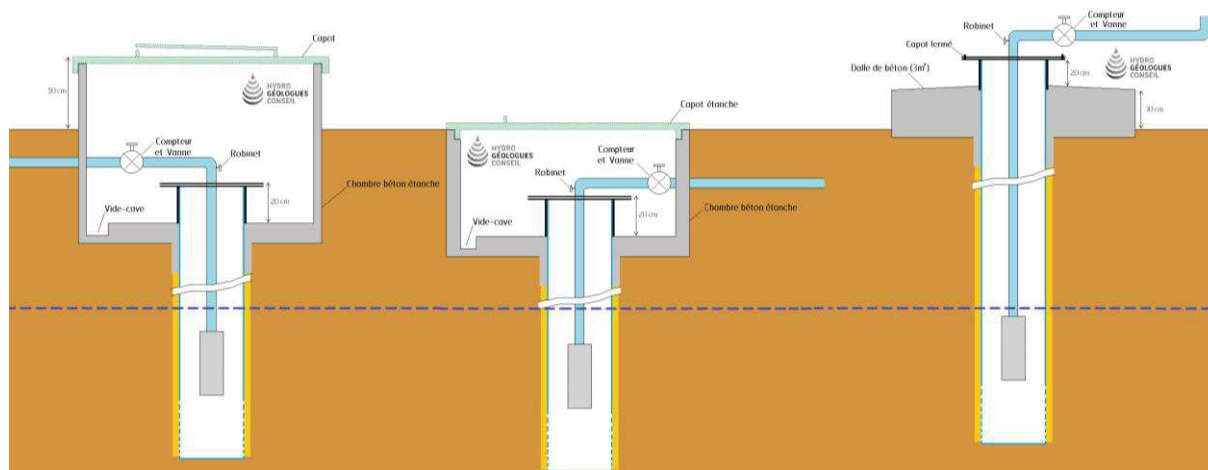 Capot
50 cm
HYDRO
GÉOLOGUES
CONSEIL
Compteur
et Vanne
Robinet
20 cm
Chambre béton étanche
Vide-cave
Capot étanche
HYDRO
GÉOLOGUES
CONSEIL
Compteur
et Vanne
Robinet
20 cm
Chambre béton étanche
Vide-cave
Robinet
Compteur
et Vanne
Capot fermé
HYDRO
GÉOLOGUES
CONSEIL
Dalle de béton (3m²)
20 cm
30 cm